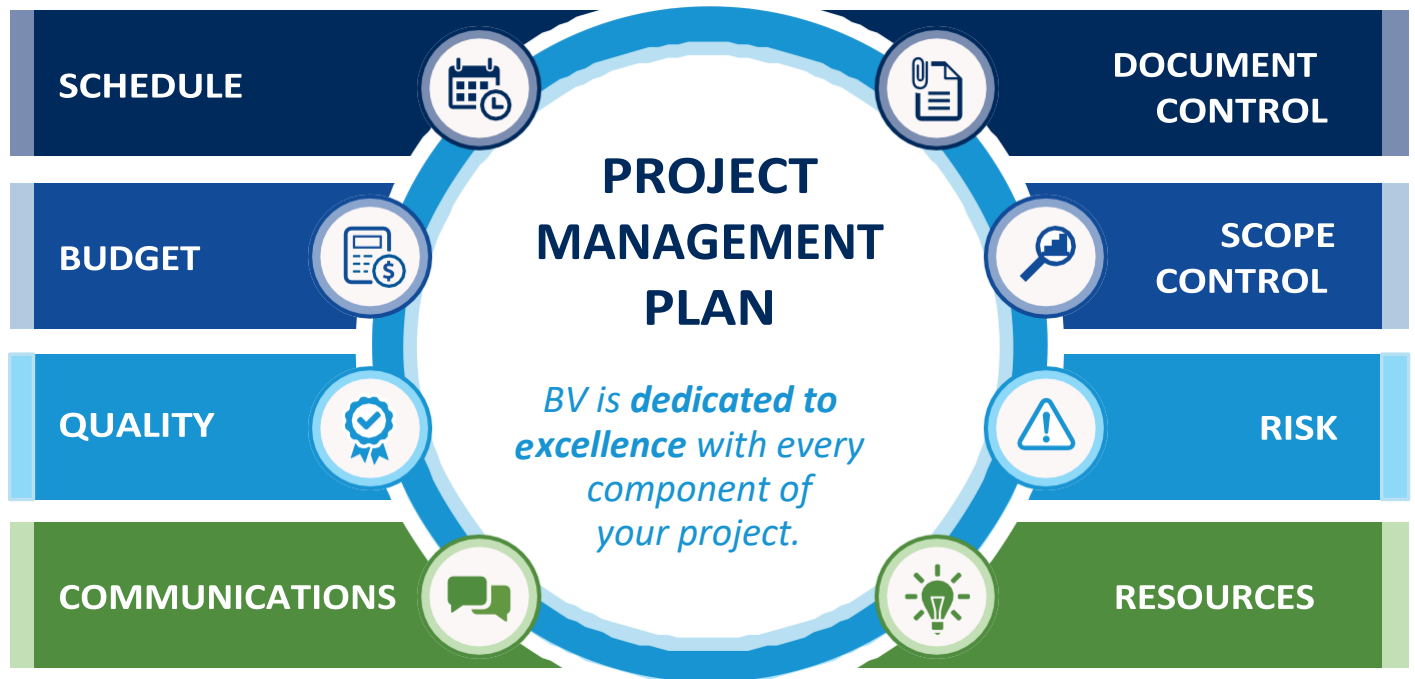 SCHEDULE
BUDGET
QUALITY
COMMUNICATIONS
PROJECT
MANAGEMENT
PLAN
BV is dedicated to
excellence with every
component of
your project.
DOCUMENT
CONTROL
SCOPE
CONTROL
RISK
RESOURCES